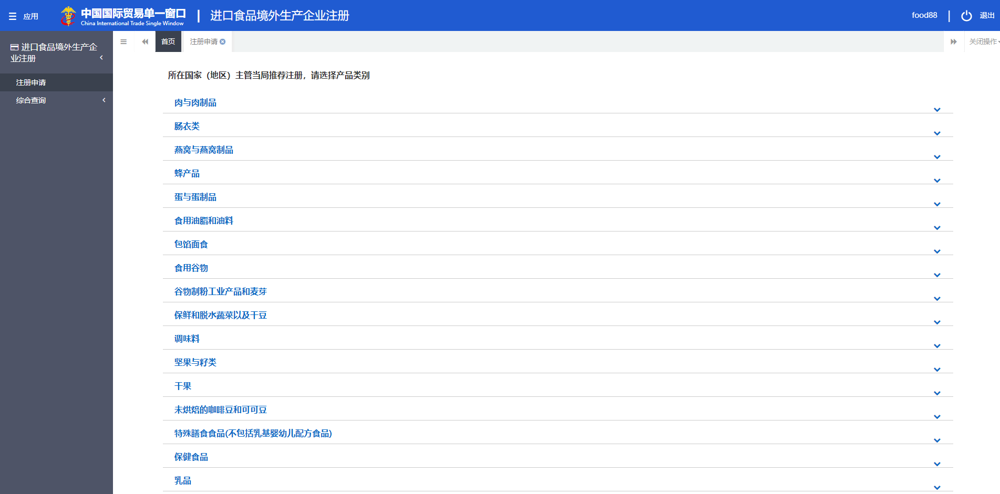 应用
中国国际贸易单一窗口
China International Trade Single Window
进口食品境外生产企业注册
food88
退出
进口食品境外生产企
业注册
注册申请
综合查询
首页
注册申请
关闭操作
所在国家（地区）主管当局推荐注册，请选择产品类别
肉与肉制品
肠衣类
燕窝与燕窝制品
蜂产品
蛋与蛋制品
食用油脂和油料
包馅面食
食用谷物
谷物制粉工业产品和麦芽
保鲜和脱水蔬菜以及干豆
调味料
坚果与籽类
干果
未烘焙的咖啡豆和可可豆
特殊膳食食品(不包括乳基婴幼儿配方食品)
保健食品
乳品